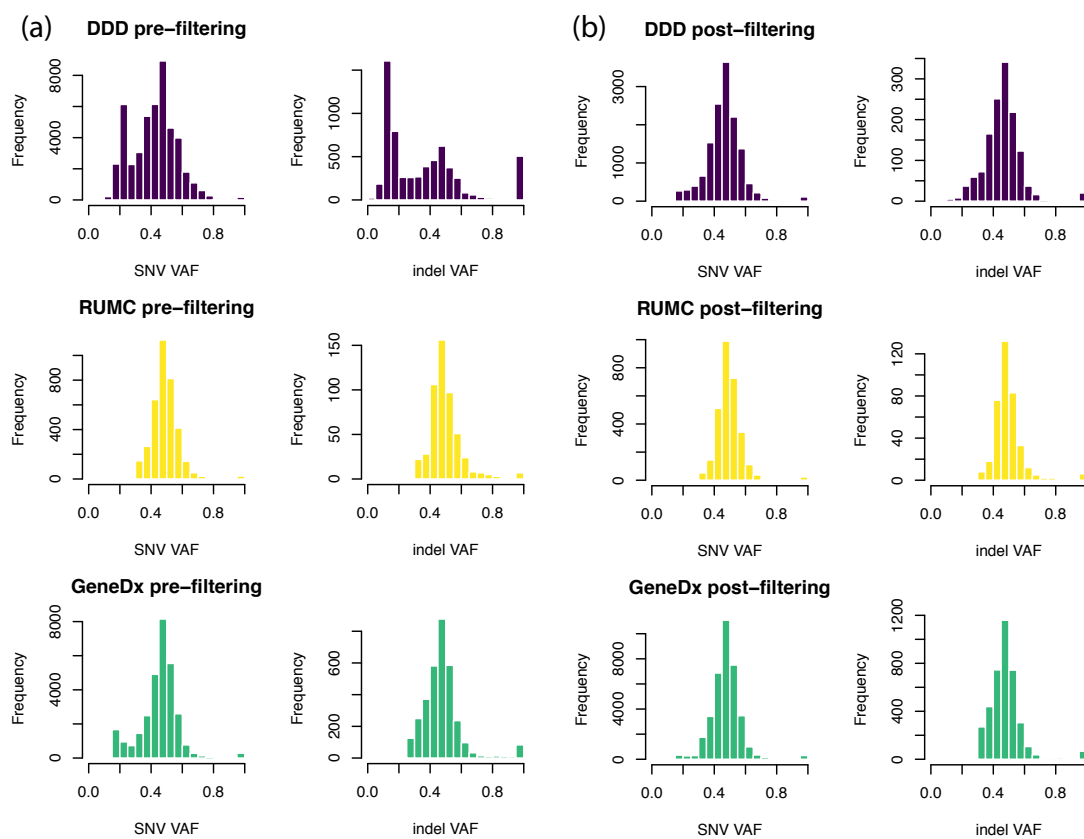 (a)
DDD pre−filtering
Frequency
0 4000 8000
0.0 0.4 0.8
SNV VAF
Frequency
0 500 1000
0.0 0.4 0.8
indel VAF
RUMC pre−filtering
Frequency
0 400 800
0.0 0.4 0.8
SNV VAF
Frequency
0 50 100 150
0.0 0.4 0.8
indel VAF
GeneDx pre−filtering
Frequency
0 4000 8000
0.0 0.4 0.8
SNV VAF
Frequency
0 200 600
0.0 0.4 0.8
indel VAF
(b)
DDD post−filtering
Frequency
0 1000 3000
0.0 0.4 0.8
SNV VAF
Frequency
0 100 200 300
0.0 0.4 0.8
indel VAF
RUMC post−filtering
Frequency
0 400 800
0.0 0.4 0.8
SNV VAF
Frequency
0 40 80 120
0.0 0.4 0.8
indel VAF
GeneDx post−filtering
Frequency
0 4000 8000
0.0 0.4 0.8
SNV VAF
Frequency
0 400 800 1200
0.0 0.4 0.8
indel VAF